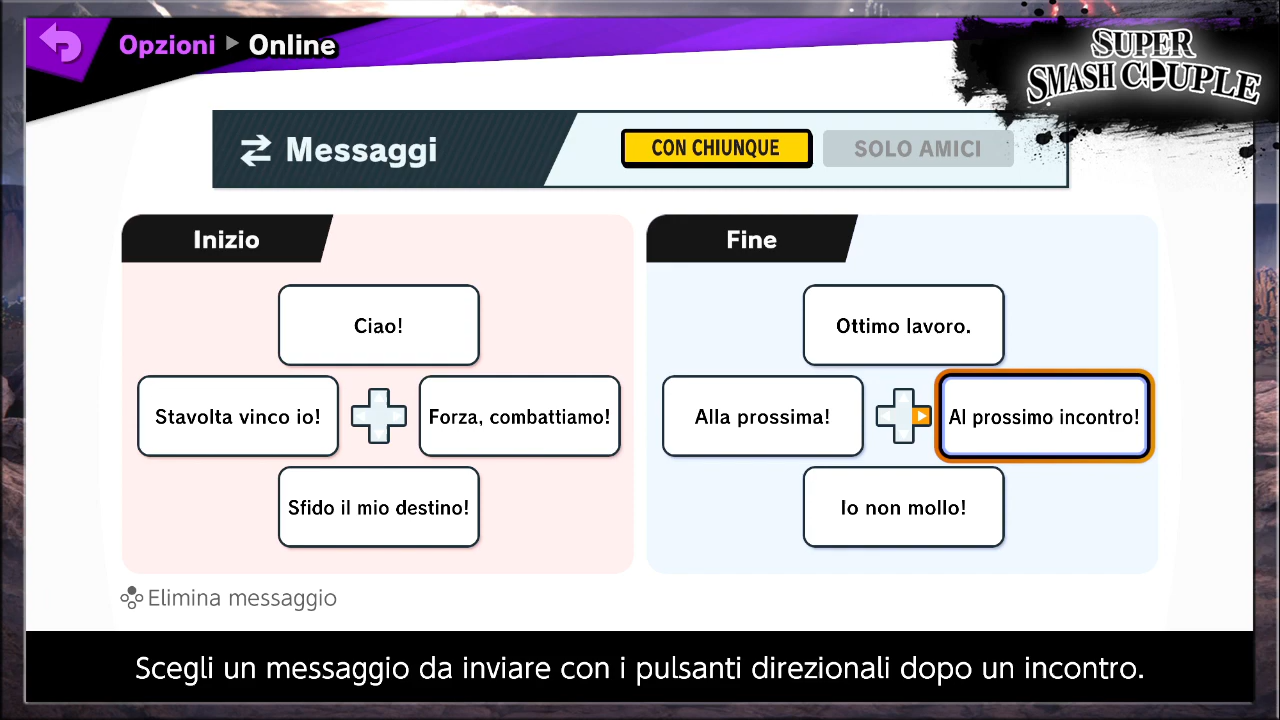 Opzioni ▶ Online
SUPER
SMASH COUPLE
Messaggi
CON CHIUNQUE
SOLO AMICI
Inizio
Ciao!
Stavolta vinco io!
Forza, combattiamo!
Sfido il mio destino!
Fine
Ottimo lavoro.
Alla prossima!
Al prossimo incontro!
Io non mollo!
Elimina messaggio
Scegli un messaggio da inviare con i pulsanti direzionali dopo un incontro.